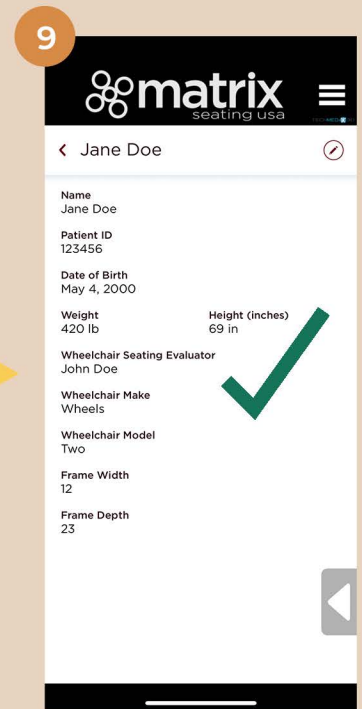 9
matrix
seating usa
Jane Doe
Name
Jane Doe
Patient ID
123456
Date of Birth
May 4, 2000
Weight
420 lb
Height (inches)
69 in
Wheelchair Seating Evaluator
John Doe
Wheelchair Make
Wheels
Wheelchair Model
Two
Frame Width
12
Frame Depth
23